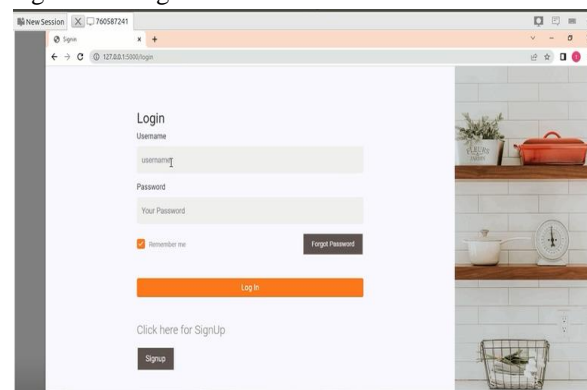 New Session
760587241
Signin
127.0.0.1:5000/login
Login
Username
username
Password
Your Password
Remember me
Forgot Password
Log In
Click here for SignUp
Signup